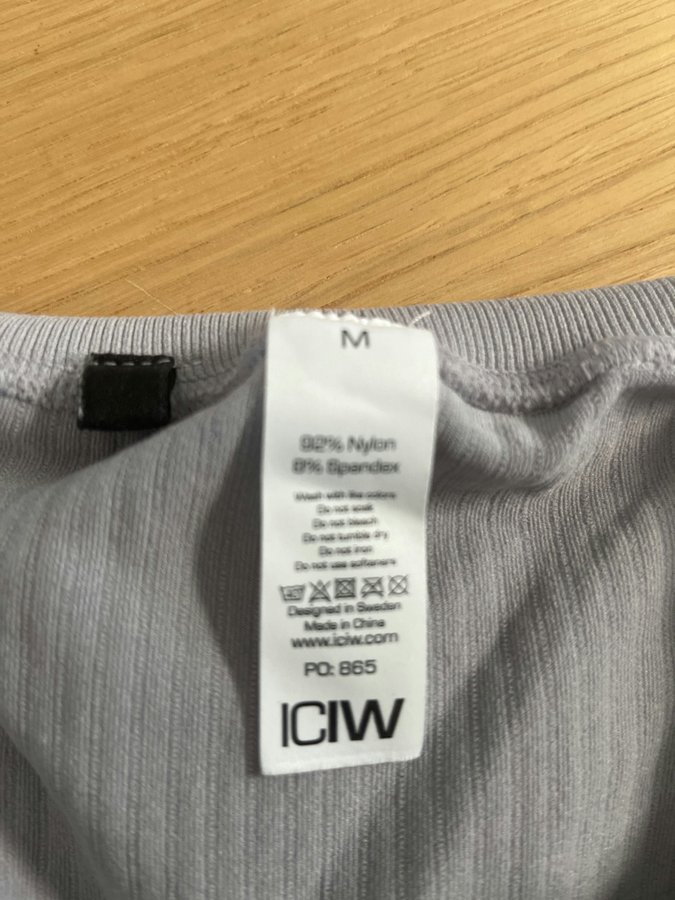 M
92% Nylon
8% Spandex
Wash with like colors
Do not soak
Do not bleach
Do not tumble dry
Do not iron
Do not use softeners
40
Designed in Sweden
Made in China
www.iciw.com
PO: 865
ICIW